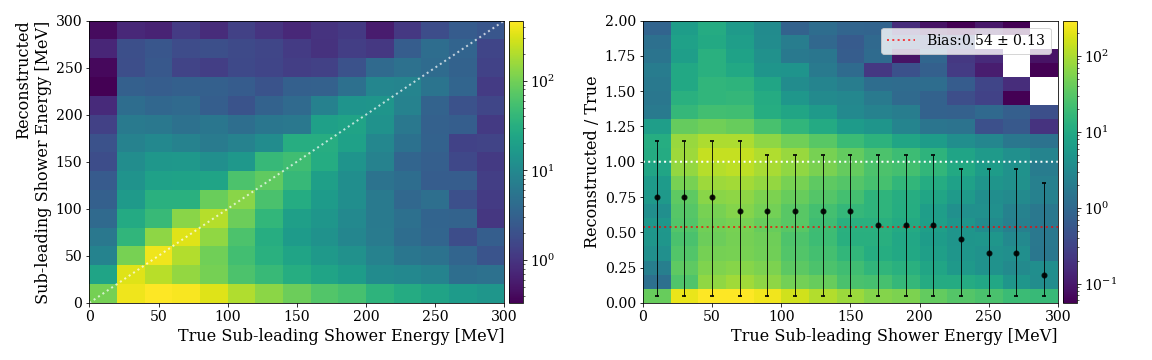 Reconstructed
Sub-leading Shower Energy [MeV]
300
250
200
150
100
50
0
0 50 100 150 200 250 300
True Sub-leading Shower Energy [MeV]
10²
10¹
10⁰
Reconstructed / True
2.00
1.75
1.50
1.25
1.00
0.75
0.50
0.25
0.00
Bias:0.54 ± 0.13
0 50 100 150 200 250 300
True Sub-leading Shower Energy [MeV]
10²
10¹
10⁰
10⁻¹